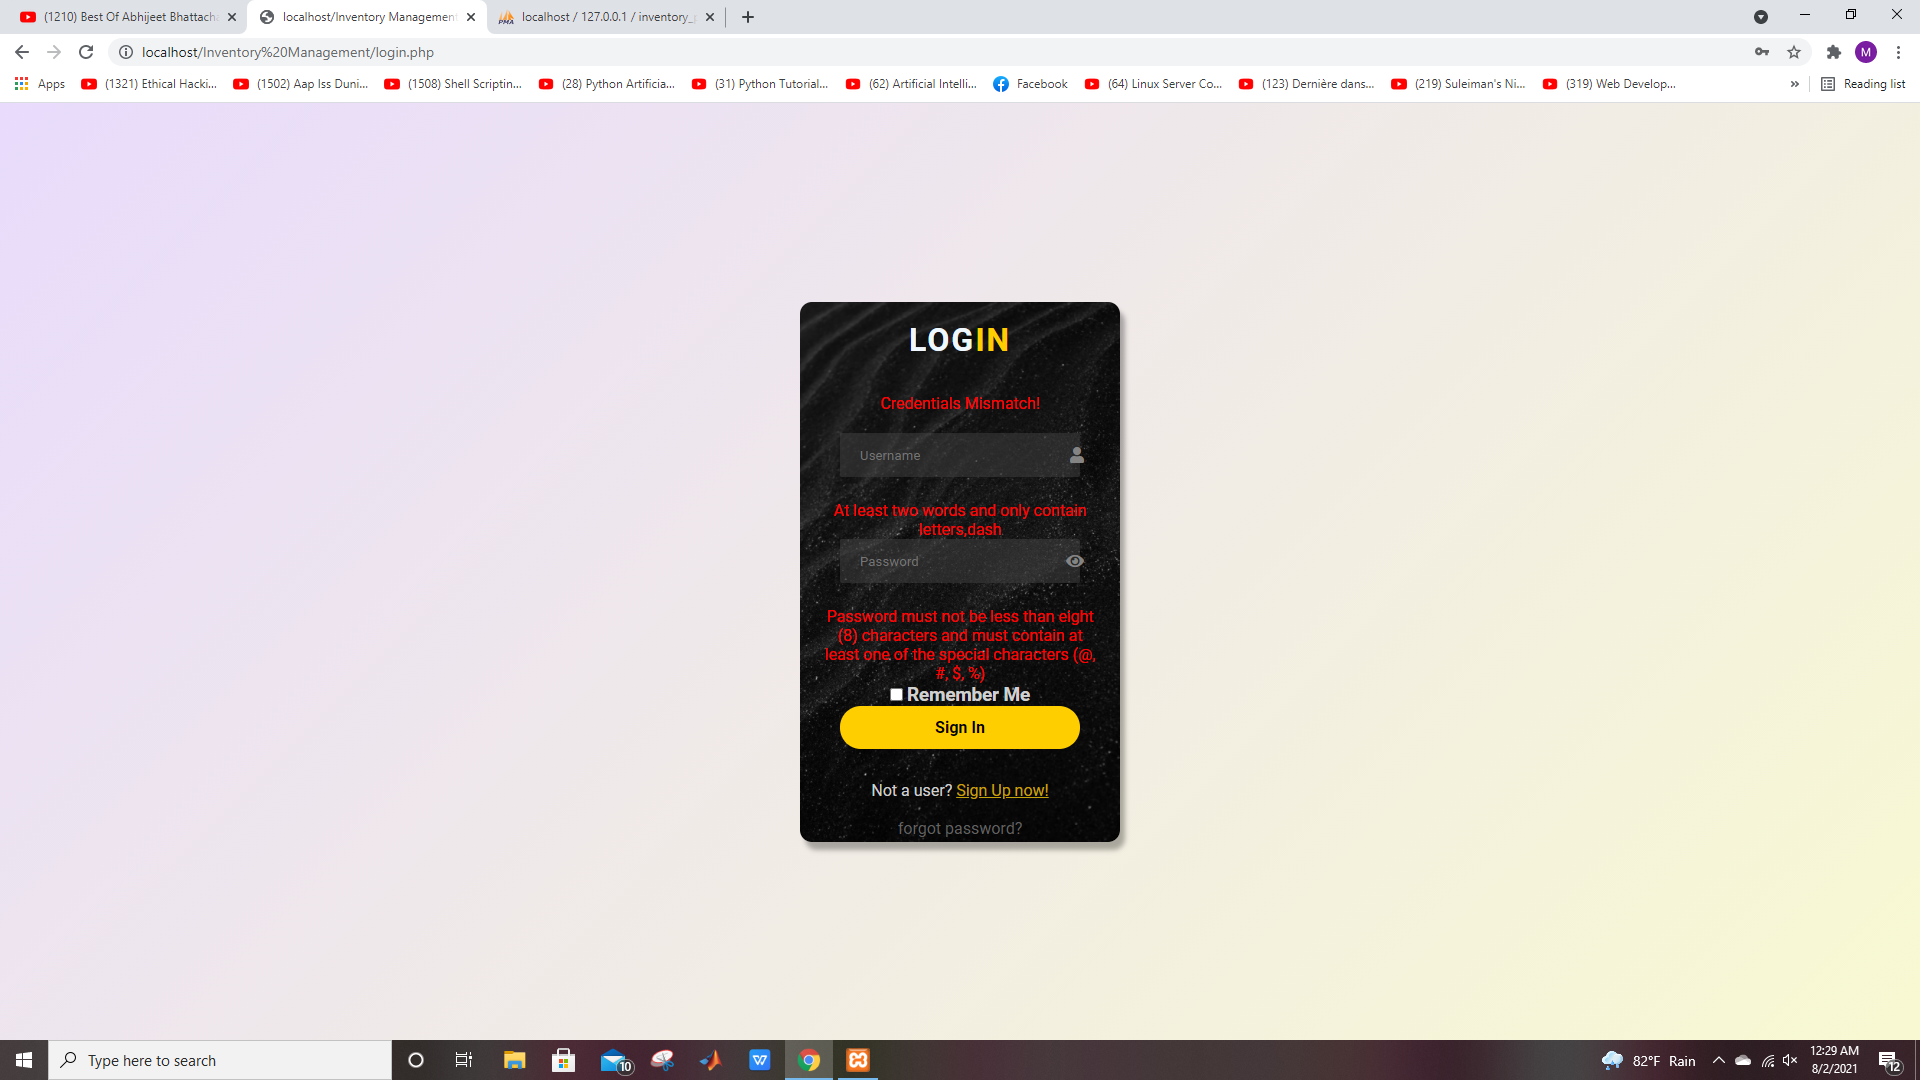 (1210) Best Of Abhijeet Bhattacha
localhost/Inventory Management
localhost / 127.0.0.1 / inventory_
localhost/Inventory%20Management/login.php
M
Apps
(1321) Ethical Hacki...
(1502) Aap Iss Duni...
(1508) Shell Scriptin...
(28) Python Artificia...
(31) Python Tutorial...
(62) Artificial Intelli...
Facebook
(64) Linux Server Co...
(123) Dernière dans...
(219) Suleiman's Ni...
(319) Web Develop...
»
Reading list
LOGIN
Credentials Mismatch!
Username
At least two words and only contain
letters,dash
Password
Password must not be less than eight
(8) characters and must contain at
least one of the special characters (@,
#, $, %)
Remember Me
Sign In
Not a user? Sign Up now!
forgot password?
Type here to search
10
82°F Rain
12:29 AM
8/2/2021
12